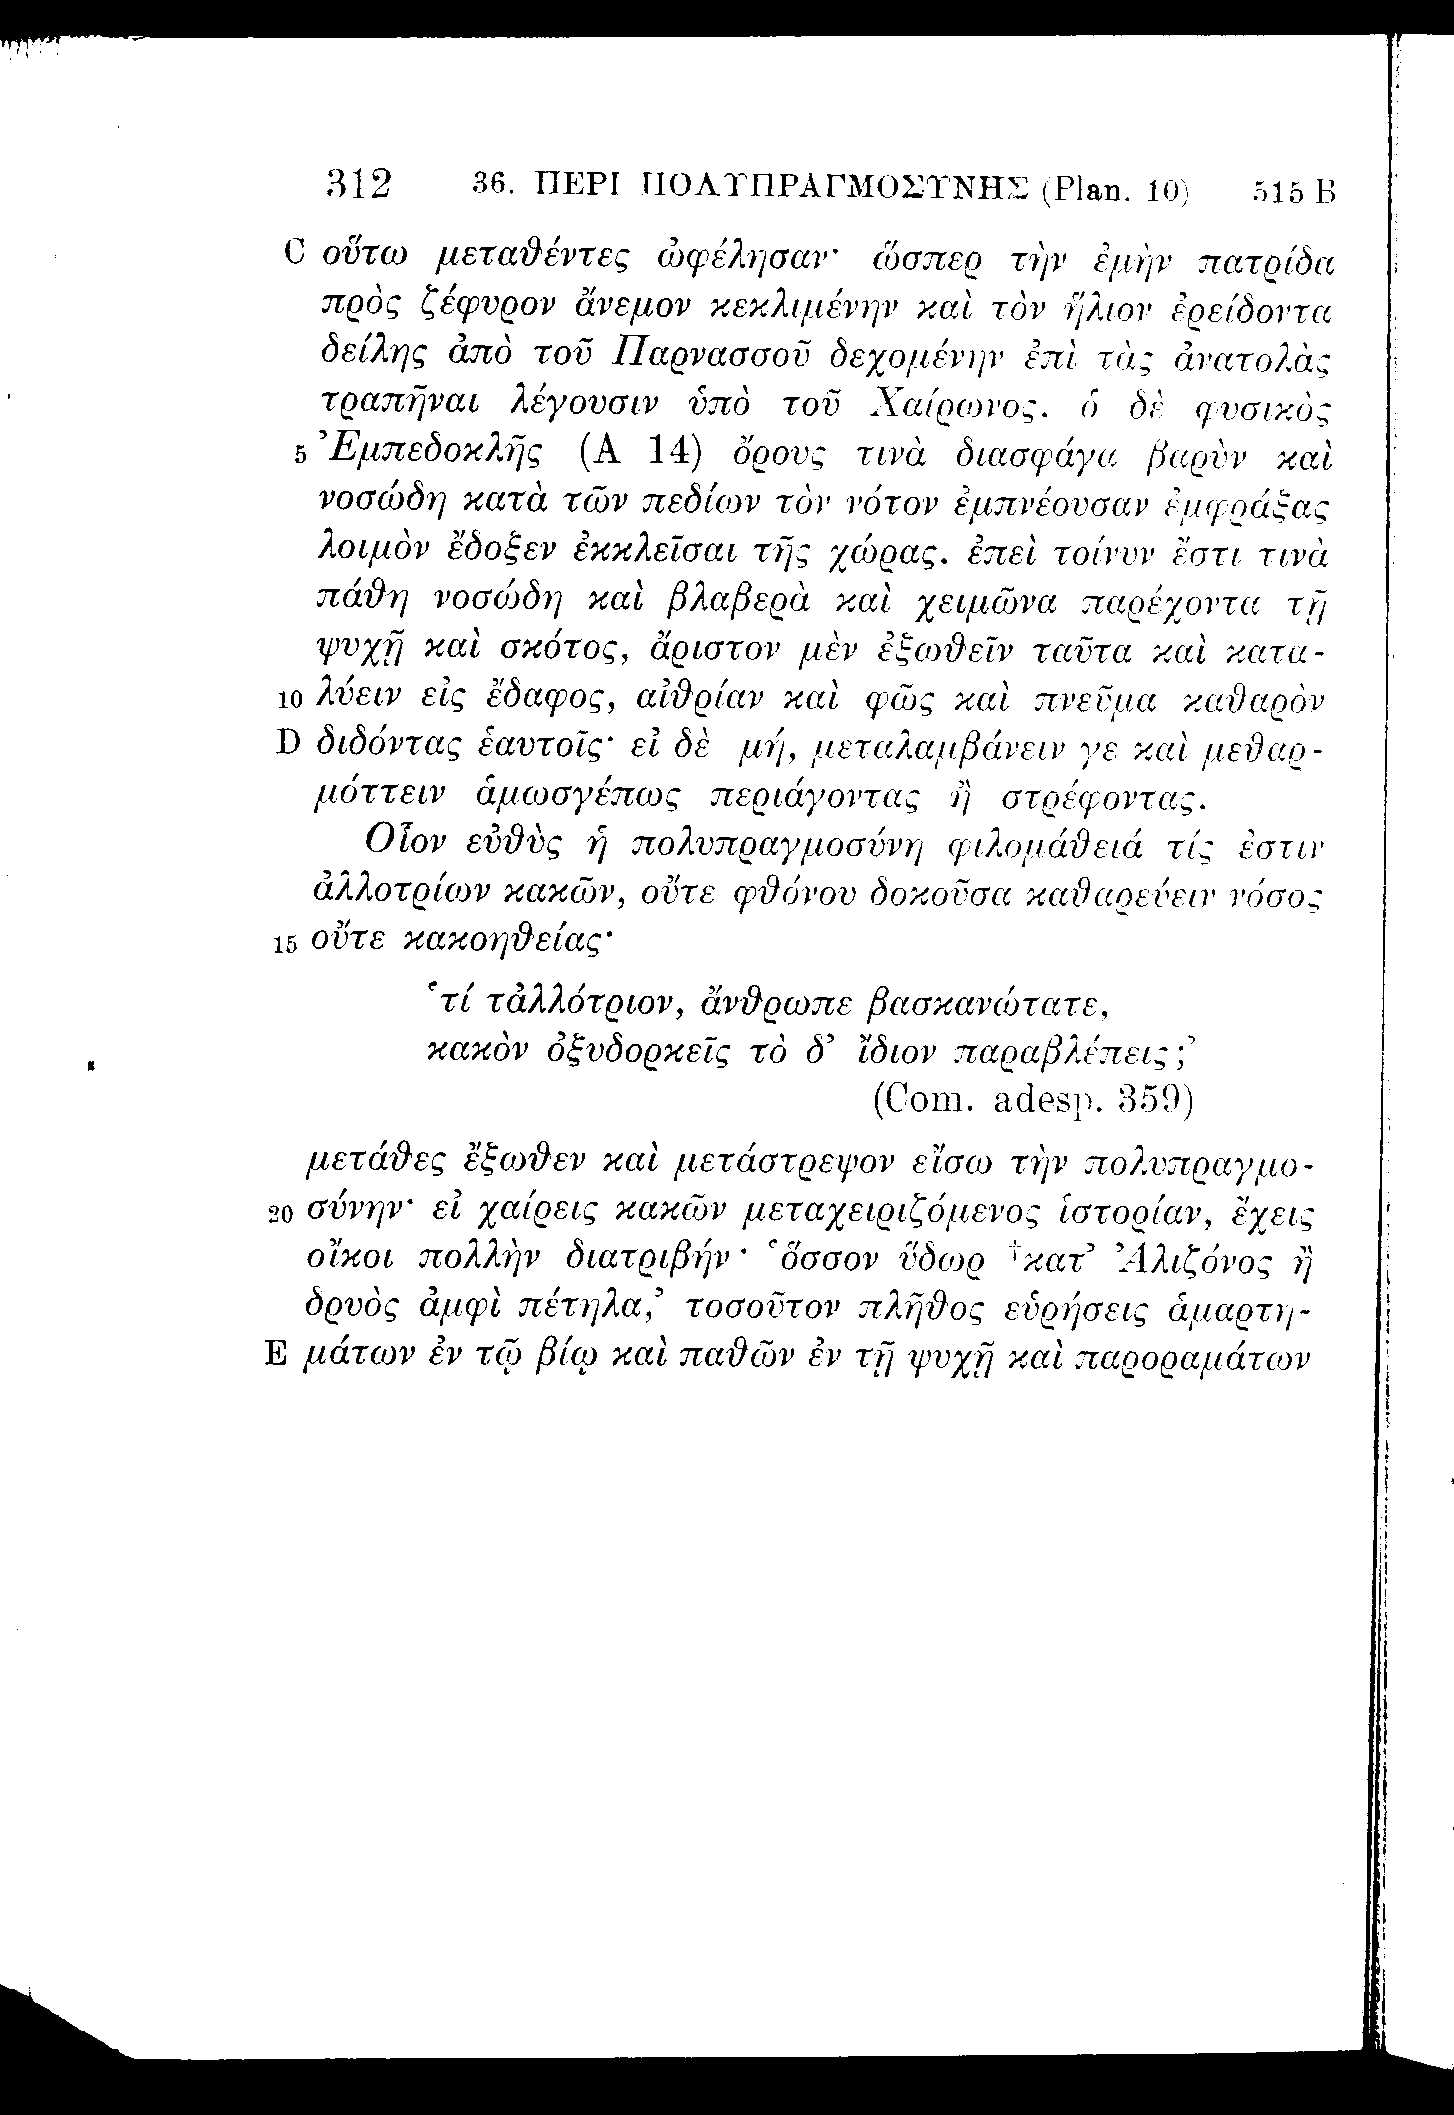 312 36. ΠΕΡΙ ΠΟΛΥΠΡΑΓΜΟΣΥΝΗΣ (Plan. 10) 515 B
C οὕτω μεταθέντες ὠφέλησαν· ὥσπερ τὴν ἐμὴν πατρίδα
πρὸς ζέφυρον ἄνεμον κεκλιμένην καὶ τὸν ἥλιον ἐρείδοντα
δείλης ἀπὸ τοῦ Παρνασσοῦ δεχομένην ἐπὶ τὰς ἀνατολὰς
τραπῆναι λέγουσιν ὑπὸ τοῦ Χαίρωνος. ὁ δὲ φυσικὸς
5 Ἐμπεδοκλῆς (A 14) ὄρους τινὰ διασφάγα βαρὺν καὶ
νοσώδη κατὰ τῶν πεδίων τὸν νότον ἐμπνέουσαν ἐμφράξας
λοιμὸν ἔδοξεν ἐκκλεῖσαι τῆς χώρας. ἐπεὶ τοίνυν ἔστι τινὰ
πάθη νοσώδη καὶ βλαβερὰ καὶ χειμῶνα παρέχοντα τῇ
ψυχῇ καὶ σκότος, ἄριστον μὲν ἐξωθεῖν ταῦτα καὶ κατα-
10 λύειν εἰς ἔδαφος, αἰθρίαν καὶ φῶς καὶ πνεῦμα καθαρὸν
D διδόντας ἑαυτοῖς· εἰ δὲ μή, μεταλαμβάνειν γε καὶ μεθαρ-
μόττειν ἁμωσγέπως περιάγοντας ἢ στρέφοντας.
Οἷον εὐθὺς ἡ πολυπραγμοσύνη φιλομάθειά τίς ἐστιν
ἀλλοτρίων κακῶν, οὔτε φθόνου δοκοῦσα καθαρεύειν νόσος
15 οὔτε κακοηθείας·
‘τί τἀλλότριον, ἄνθρωπε βασκανώτατε,
κακὸν ὀξυδορκεῖς τὸ δ’ ἴδιον παραβλέπεις;’
(Com. adesp. 359)
μετάθες ἔξωθεν καὶ μετάστρεψον εἴσω τὴν πολυπραγμο-
20 σύνην· εἰ χαίρεις κακῶν μεταχειριζόμενος ἱστορίαν, ἔχεις
οἴκοι πολλὴν διατριβήν· ‘ὅσσον ὕδωρ †κατ’ Ἀλιζόνος ἢ
δρυὸς ἀμφὶ πέτηλα,’ τοσοῦτον πλῆθος εὑρήσεις ἁμαρτη-
E μάτων ἐν τῷ βίῳ καὶ παθῶν ἐν τῇ ψυχῇ καὶ παροραμάτων